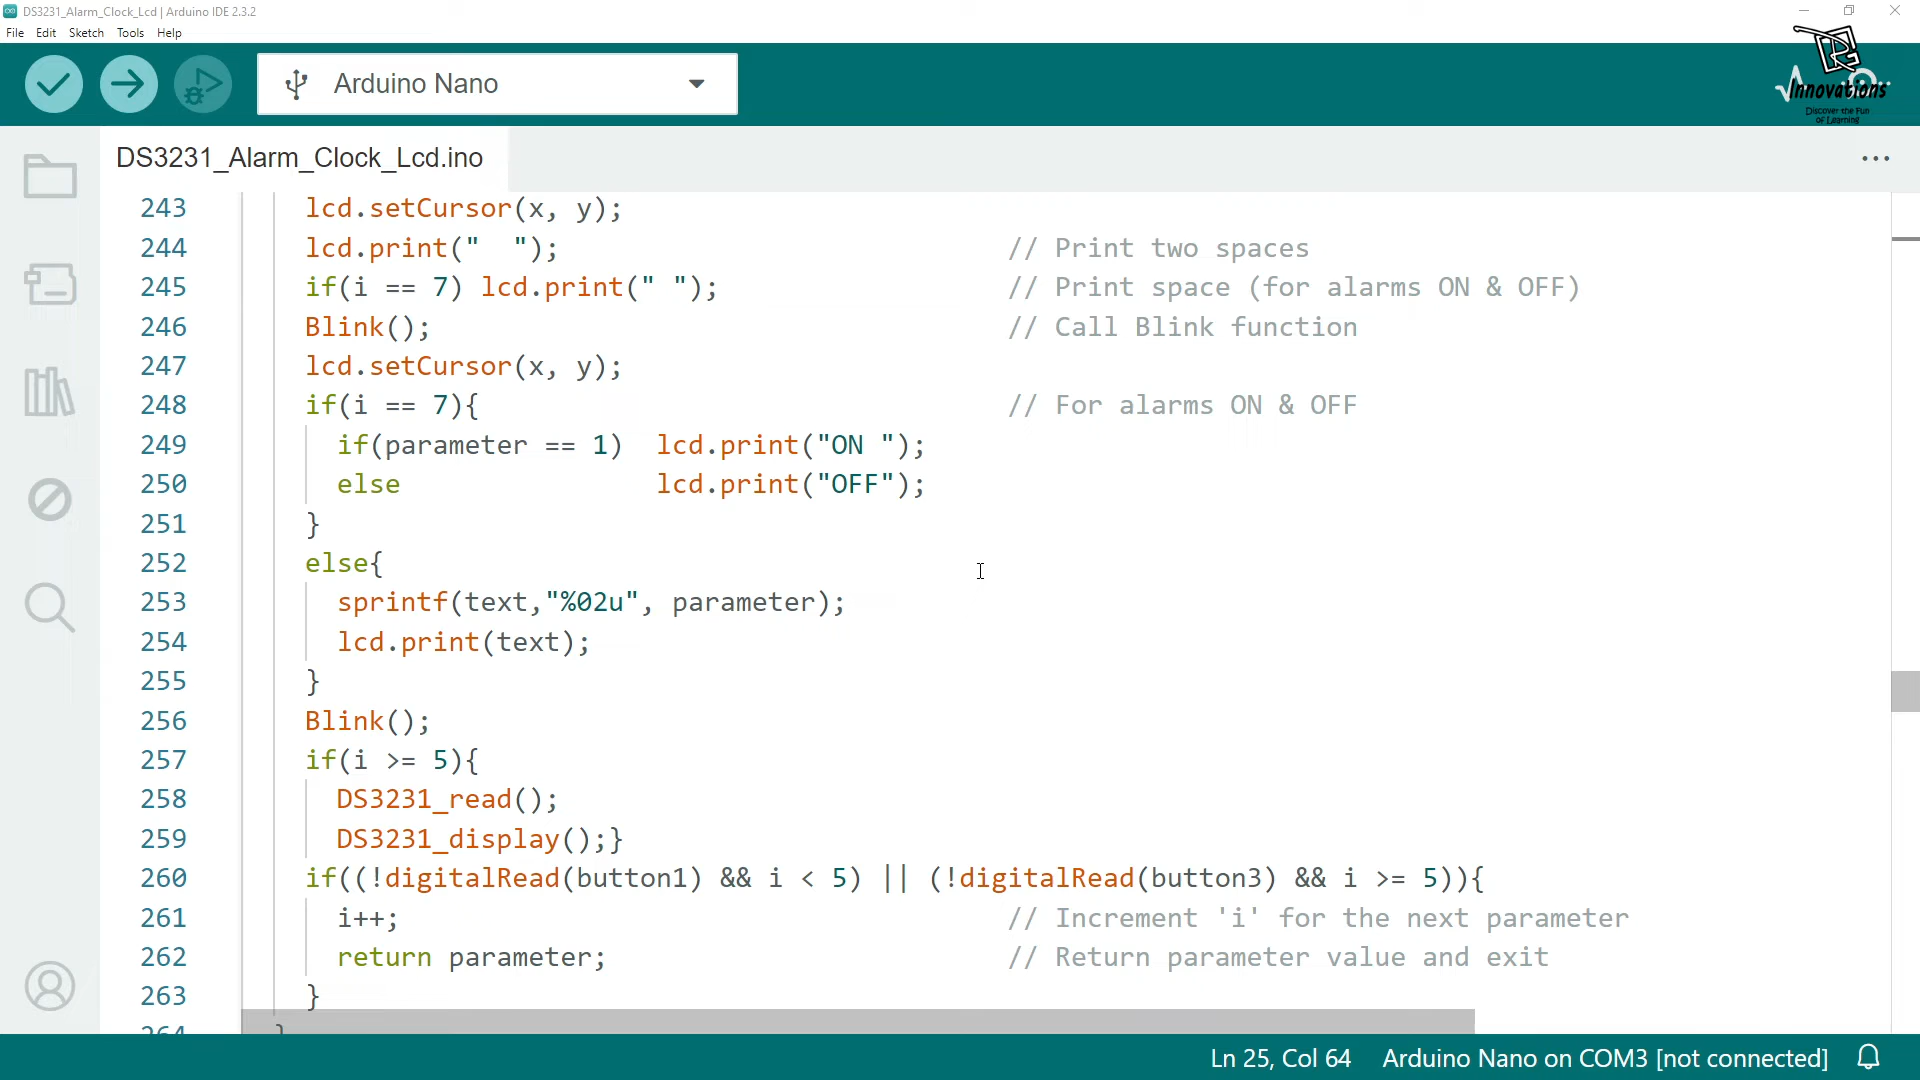 DS3231_Alarm_Clock_Lcd | Arduino IDE 2.3.2
File Edit Sketch Tools Help
Arduino Nano
Innovations
Discover the Fun
of Learning
DS3231_Alarm_Clock_Lcd.ino
243 lcd.setCursor(x, y);
244 lcd.print("  "); // Print two spaces
245 if(i == 7) lcd.print(" "); // Print space (for alarms ON & OFF)
246 Blink(); // Call Blink function
247 lcd.setCursor(x, y);
248 if(i == 7){ // For alarms ON & OFF
249 if(parameter == 1)  lcd.print("ON ");
250 else lcd.print("OFF");
251 }
252 else{
253 sprintf(text,"%02u", parameter);
254 lcd.print(text);
255 }
256 Blink();
257 if(i >= 5){
258 DS3231_read();
259 DS3231_display();}
260 if((!digitalRead(button1) && i < 5) || (!digitalRead(button3) && i >= 5)){
261 i++; // Increment 'i' for the next parameter
262 return parameter; // Return parameter value and exit
263 }
264 }
Ln 25, Col 64 Arduino Nano on COM3 [not connected]